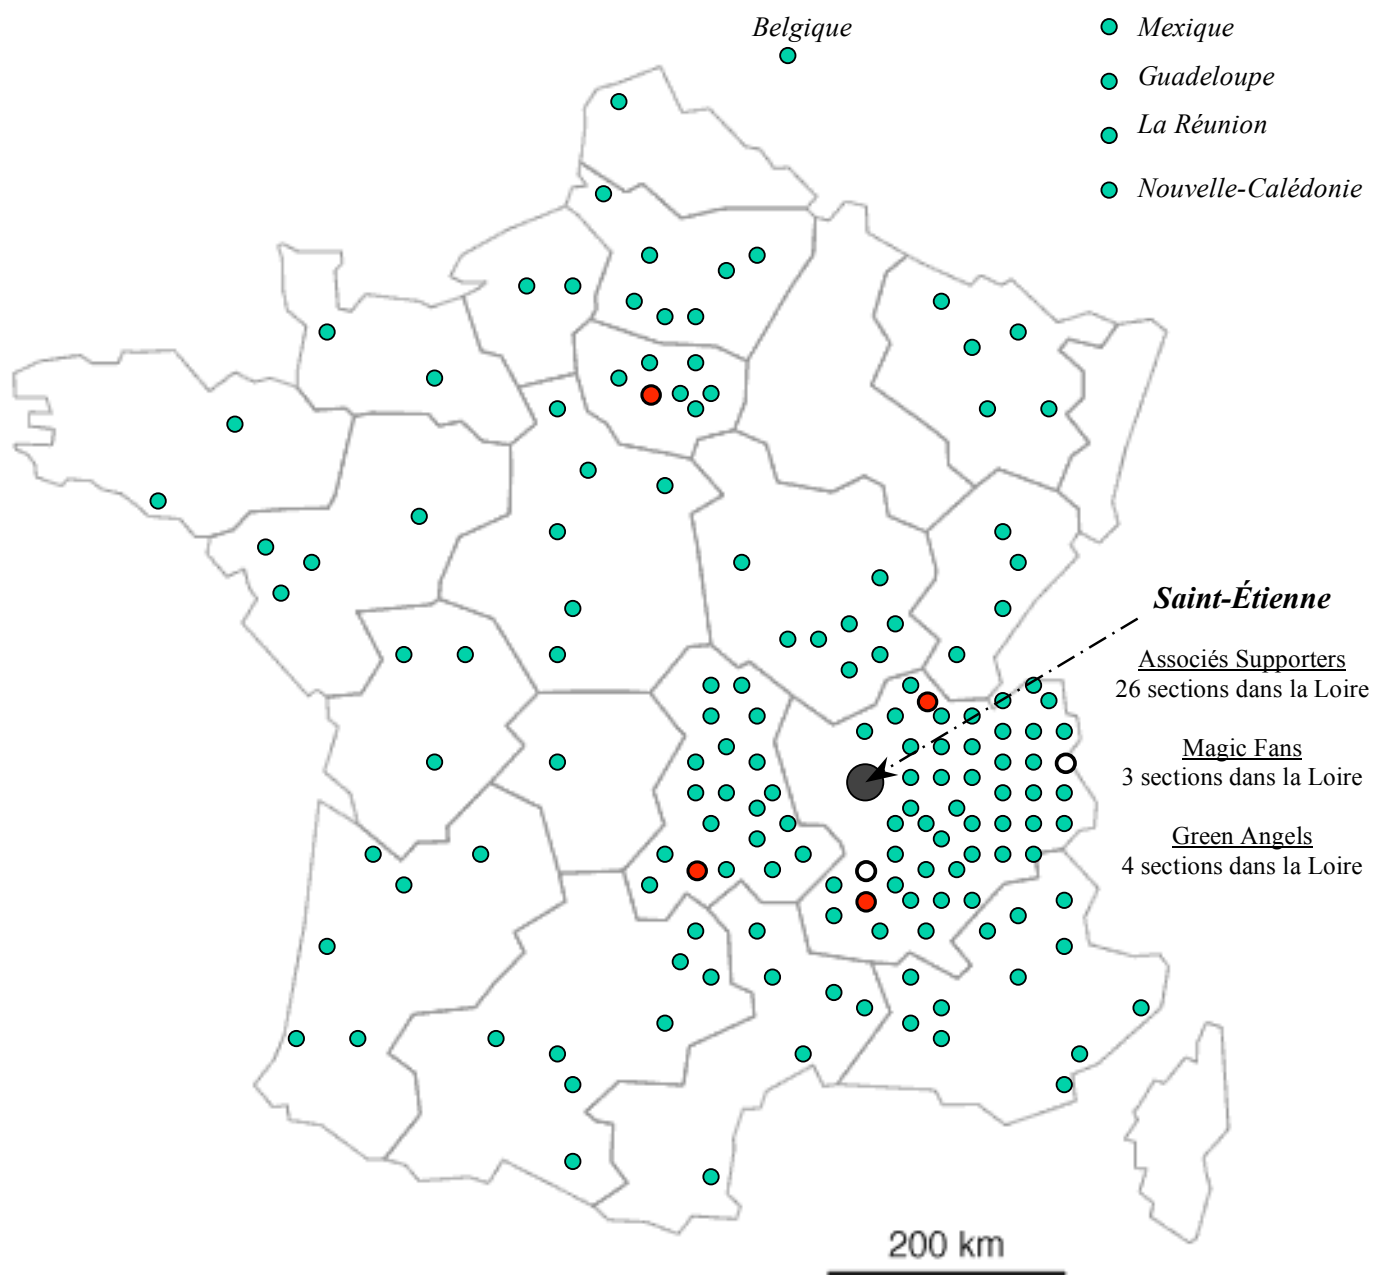 Belgique
Mexique
Guadeloupe
La Réunion
Nouvelle-Calédonie
Saint-Étienne
Associés Supporters
26 sections dans la Loire
Magic Fans
3 sections dans la Loire
Green Angels
4 sections dans la Loire
200 km